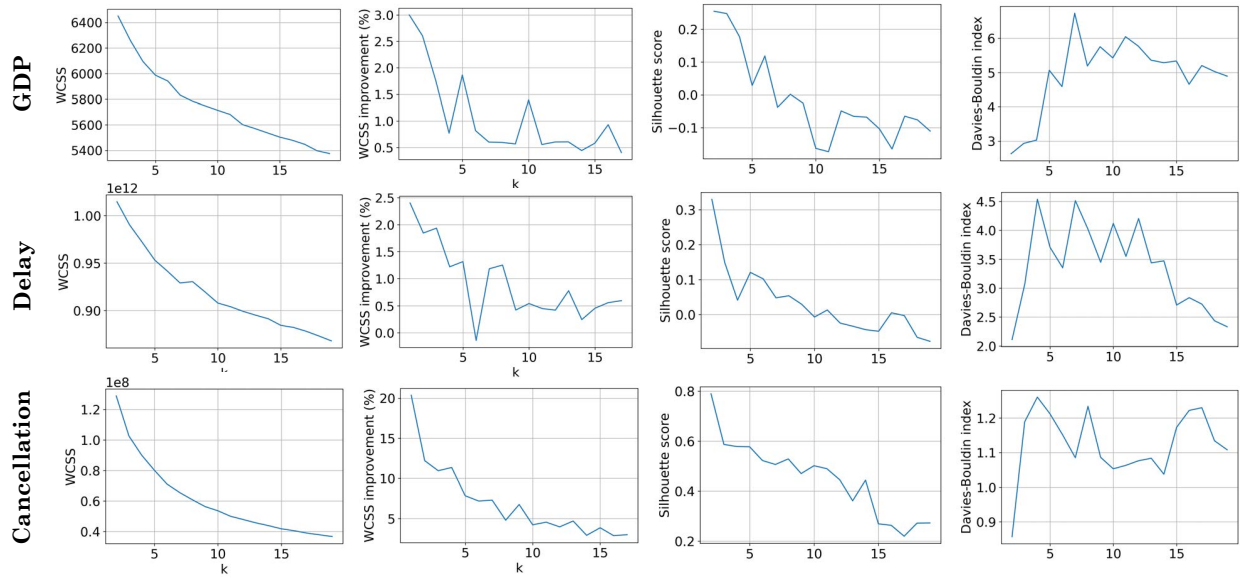 GDP
WCSS
6400
6200
6000
5800
5600
5400
5 10 15
WCSS improvement (%)
3.0
2.5
2.0
1.5
1.0
0.5
5 10 15
k
Silhouette score
0.2
0.1
0.0
−0.1
5 10 15
Davies-Bouldin index
6
5
4
3
5 10 15
Delay
1e12
WCSS
1.00
0.95
0.90
5 10 15
WCSS improvement (%)
2.5
2.0
1.5
1.0
0.5
0.0
5 10 15
k
Silhouette score
0.3
0.2
0.1
0.0
5 10 15
Davies-Bouldin index
4.5
4.0
3.5
3.0
2.5
2.0
5 10 15
Cancellation
1e8
WCSS
1.2
1.0
0.8
0.6
0.4
5 10 15
k
WCSS improvement (%)
20
15
10
5
5 10 15
k
Silhouette score
0.8
0.6
0.4
0.2
5 10 15
Davies-Bouldin index
1.2
1.1
1.0
0.9
5 10 15